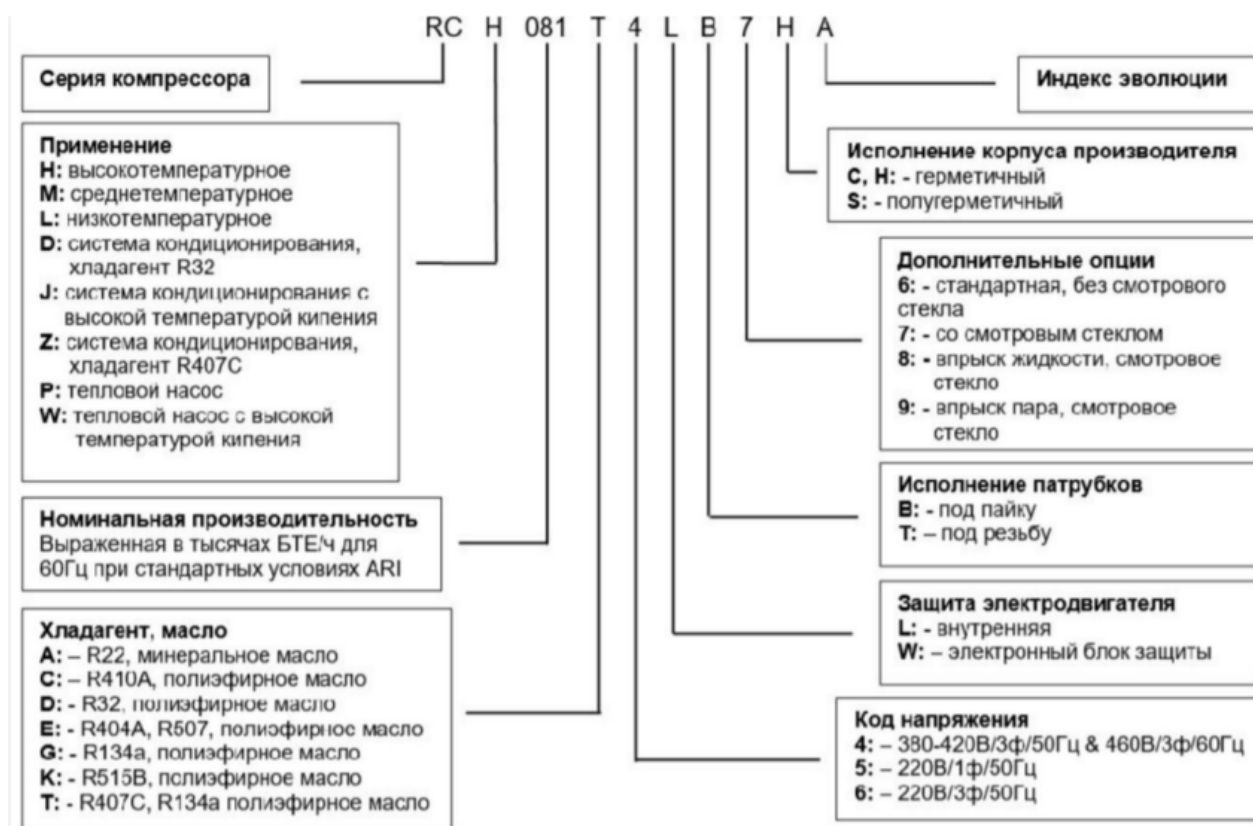 RC H 081 T 4 L B 7 H A
Серия компрессора
Применение
H: высокотемпературное
M: среднетемпературное
L: низкотемпературное
D: система кондиционирования,
хладагент R32
J: система кондиционирования с
высокой температурой кипения
Z: система кондиционирования,
хладагент R407C
P: тепловой насос
W: тепловой насос с высокой
температурой кипения
Номинальная производительность
Выраженная в тысячах БТЕ/ч для
60Гц при стандартных условиях ARI
Хладагент, масло
A: – R22, минеральное масло
C: – R410A, полиэфирное масло
D: - R32, полиэфирное масло
E: - R404A, R507, полиэфирное масло
G: - R134a, полиэфирное масло
K: - R515B, полиэфирное масло
T: - R407C, R134a полиэфирное масло
Индекс эволюции
Исполнение корпуса производителя
C, H: - герметичный
S: - полугерметичный
Дополнительные опции
6: - стандартная, без смотрового
стекла
7: - со смотровым стеклом
8: - впрыск жидкости, смотровое
стекло
9: - впрыск пара, смотровое
стекло
Исполнение патрубков
B: - под пайку
T: – под резьбу
Защита электродвигателя
L: - внутренняя
W: – электронный блок защиты
Код напряжения
4: – 380-420В/3ф/50Гц & 460В/3ф/60Гц
5: – 220В/1ф/50Гц
6: – 220В/3ф/50Гц